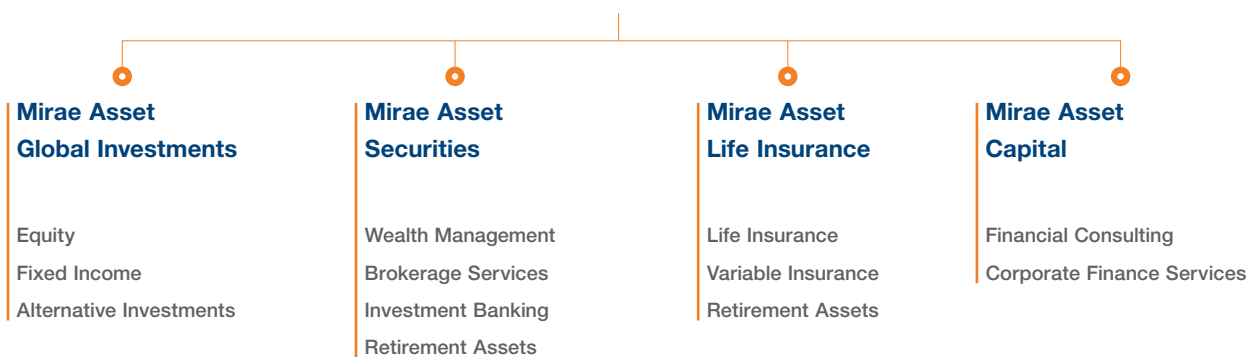 Mirae Asset
Global Investments
Equity
Fixed Income
Alternative Investments
Mirae Asset
Securities
Wealth Management
Brokerage Services
Investment Banking
Retirement Assets
Mirae Asset
Life Insurance
Life Insurance
Variable Insurance
Retirement Assets
Mirae Asset
Capital
Financial Consulting
Corporate Finance Services